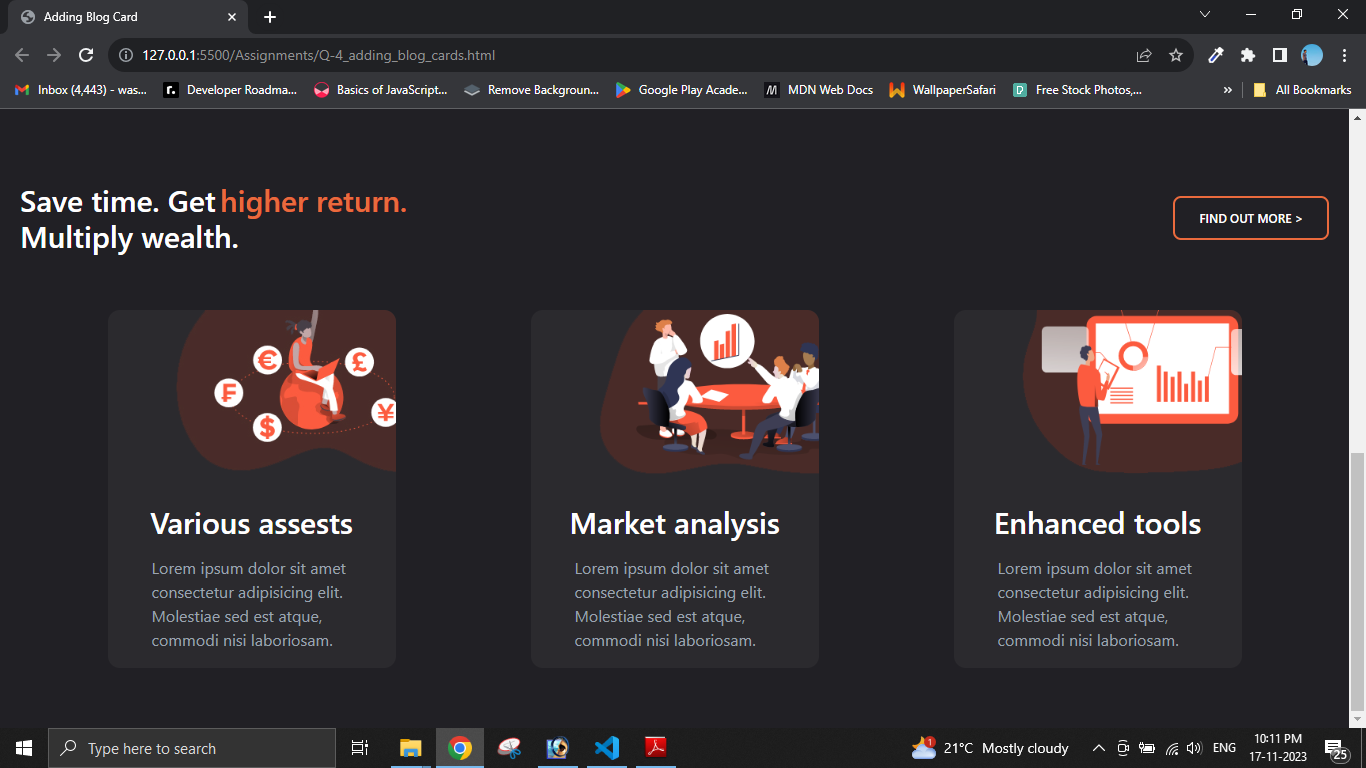 Adding Blog Card
127.0.0.1:5500/Assignments/Q-4_adding_blog_cards.html
Inbox (4,443) - was...
r.
Developer Roadma...
Basics of JavaScript...
Remove Backgroun...
Google Play Acade...
M
MDN Web Docs
WallpaperSafari
Free Stock Photos,...
»
All Bookmarks
Save time. Get higher return.
Multiply wealth.
FIND OUT MORE >
€
£
₣
¥
$
Various assests
Market analysis
Enhanced tools
Lorem ipsum dolor sit amet
consectetur adipisicing elit.
Molestiae sed est atque,
commodi nisi laboriosam.
Lorem ipsum dolor sit amet
consectetur adipisicing elit.
Molestiae sed est atque,
commodi nisi laboriosam.
Lorem ipsum dolor sit amet
consectetur adipisicing elit.
Molestiae sed est atque,
commodi nisi laboriosam.
Type here to search
1
21°C Mostly cloudy
ENG
10:11 PM
17-11-2023
25